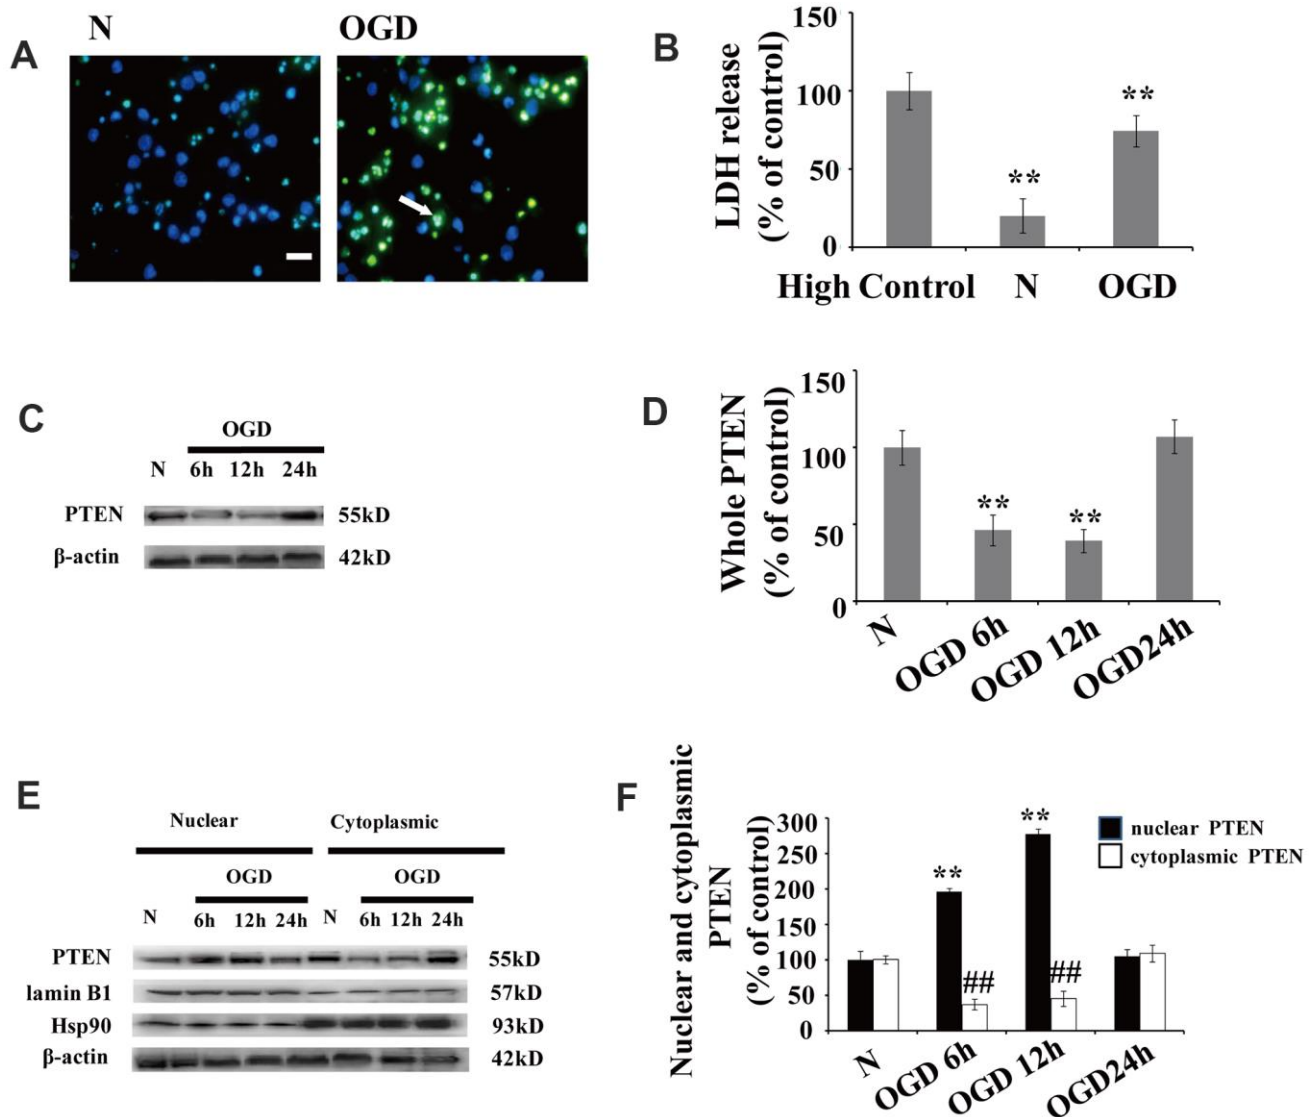 A
N
OGD
B
LDH release
(% of control)
150
100
50
0
**
**
High Control
N
OGD
C
OGD
N
6h
12h
24h
PTEN
55kD
β-actin
42kD
D
Whole PTEN
(% of control)
150
100
50
0
**
**
N
OGD 6h
OGD 12h
OGD24h
E
Nuclear
Cytoplasmic
OGD
OGD
N
6h
12h
24h
N
6h
12h
24h
PTEN
55kD
lamin B1
57kD
Hsp90
93kD
β-actin
42kD
F
Nuclear and cytoplasmic
PTEN
(% of control)
300
250
200
150
100
50
0
**
##
**
##
nuclear PTEN
cytoplasmic PTEN
N
OGD 6h
OGD 12h
OGD24h